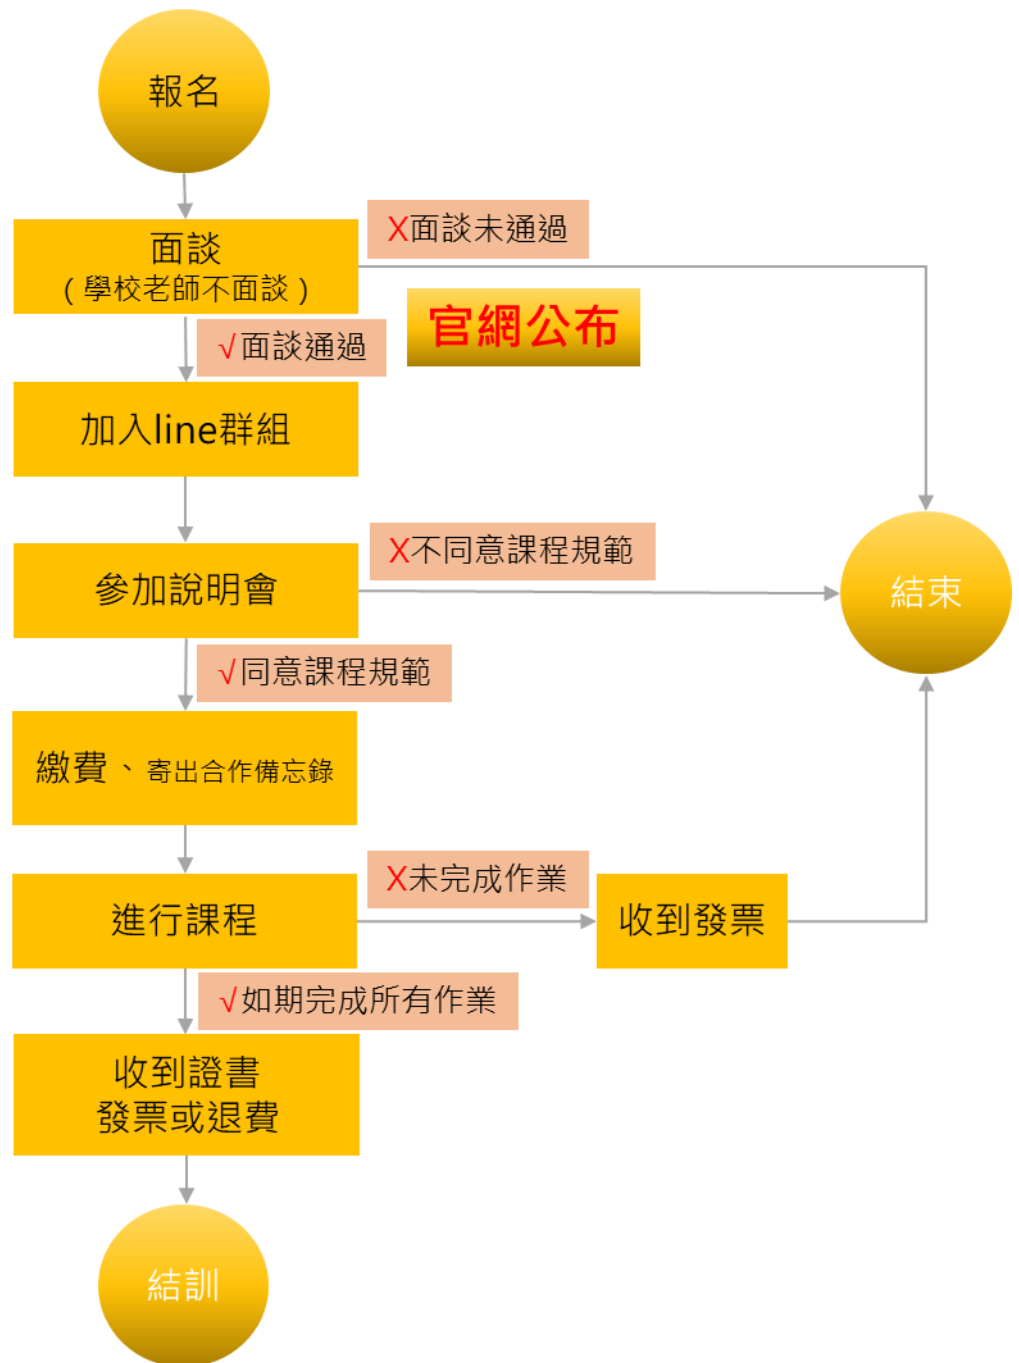 報名
X面談未通過
面談
(學校老師不面談)
官網公布
√面談通過
加入line群組
X不同意課程規範
參加說明會
結束
√同意課程規範
繳費、寄出合作備忘錄
X未完成作業
進行課程
收到發票
√如期完成所有作業
收到證書
發票或退費
結訓